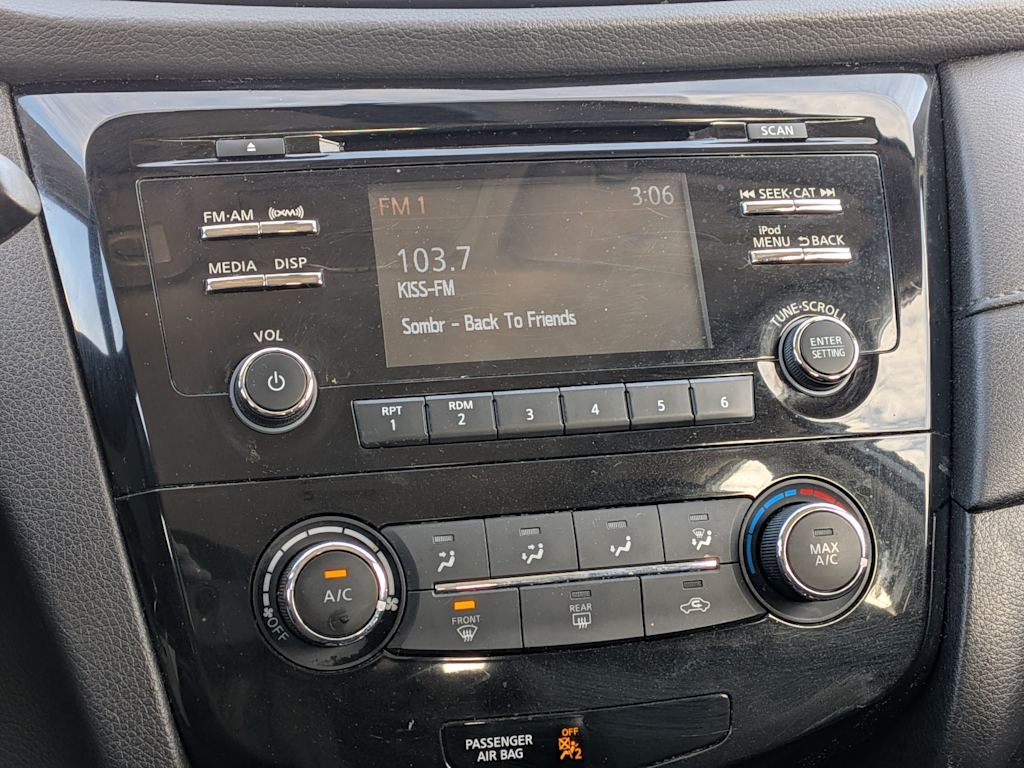 SCAN
FM·AM
((XM))
MEDIA
DISP
VOL
FM 1
3:06
103.7
KISS-FM
Sombr - Back To Friends
SEEK·CAT
iPod
MENU
BACK
TUNE·SCROLL
ENTER
SETTING
RPT
1
RDM
2
3
4
5
6
A/C
OFF
FRONT
REAR
MAX
A/C
PASSENGER
AIR BAG
OFF
2